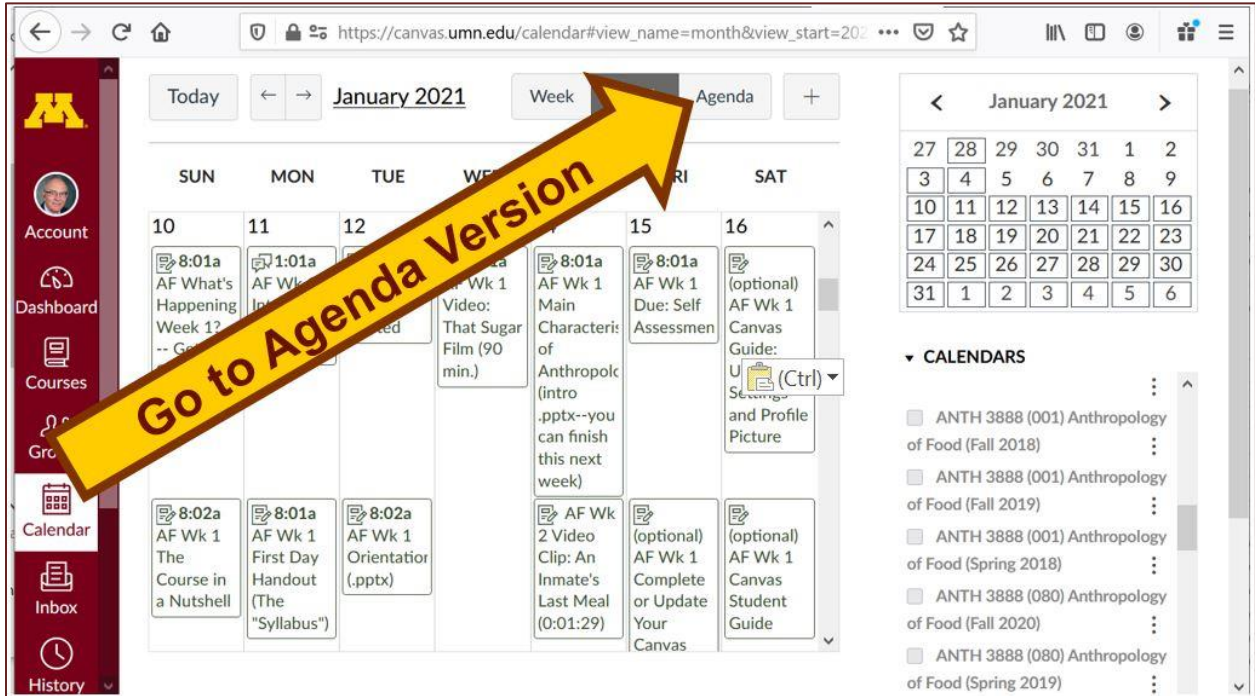 https://canvas.umn.edu/calendar#view_name=month&view_start=202
M
Account
Dashboard
Courses
Calendar
Inbox
History
Today
January 2021
Week
Agenda
+
Go to Agenda Version
SUN MON TUE SAT
10 11 12 15 16
8:01a
AF What's
Happening
Week 1?
1:01a
AF Wk 1
Video:
That Sugar
Film (90
min.)
8:01a
AF Wk 1
Main
Characteris
of
Anthropolc
(intro
.pptx--you
can finish
this next
week)
8:01a
AF Wk 1
Due: Self
Assessmen
(optional)
AF Wk 1
Canvas
Guide:
(Ctrl)
and Profile
Picture
8:02a
AF Wk 1
The
Course in
a Nutshell
8:01a
AF Wk 1
First Day
Handout
(The
"Syllabus")
8:02a
AF Wk 1
Orientation
(.pptx)
AF Wk
2 Video
Clip: An
Inmate's
Last Meal
(0:01:29)
(optional)
AF Wk 1
Complete
or Update
Your
Canvas
(optional)
AF Wk 1
Canvas
Student
Guide
January 2021
27 28 29 30 31 1 2
3 4 5 6 7 8 9
10 11 12 13 14 15 16
17 18 19 20 21 22 23
24 25 26 27 28 29 30
31 1 2 3 4 5 6
CALENDARS
ANTH 3888 (001) Anthropology
of Food (Fall 2018)
ANTH 3888 (001) Anthropology
of Food (Fall 2019)
ANTH 3888 (001) Anthropology
of Food (Spring 2018)
ANTH 3888 (080) Anthropology
of Food (Fall 2020)
ANTH 3888 (080) Anthropology
of Food (Spring 2019)